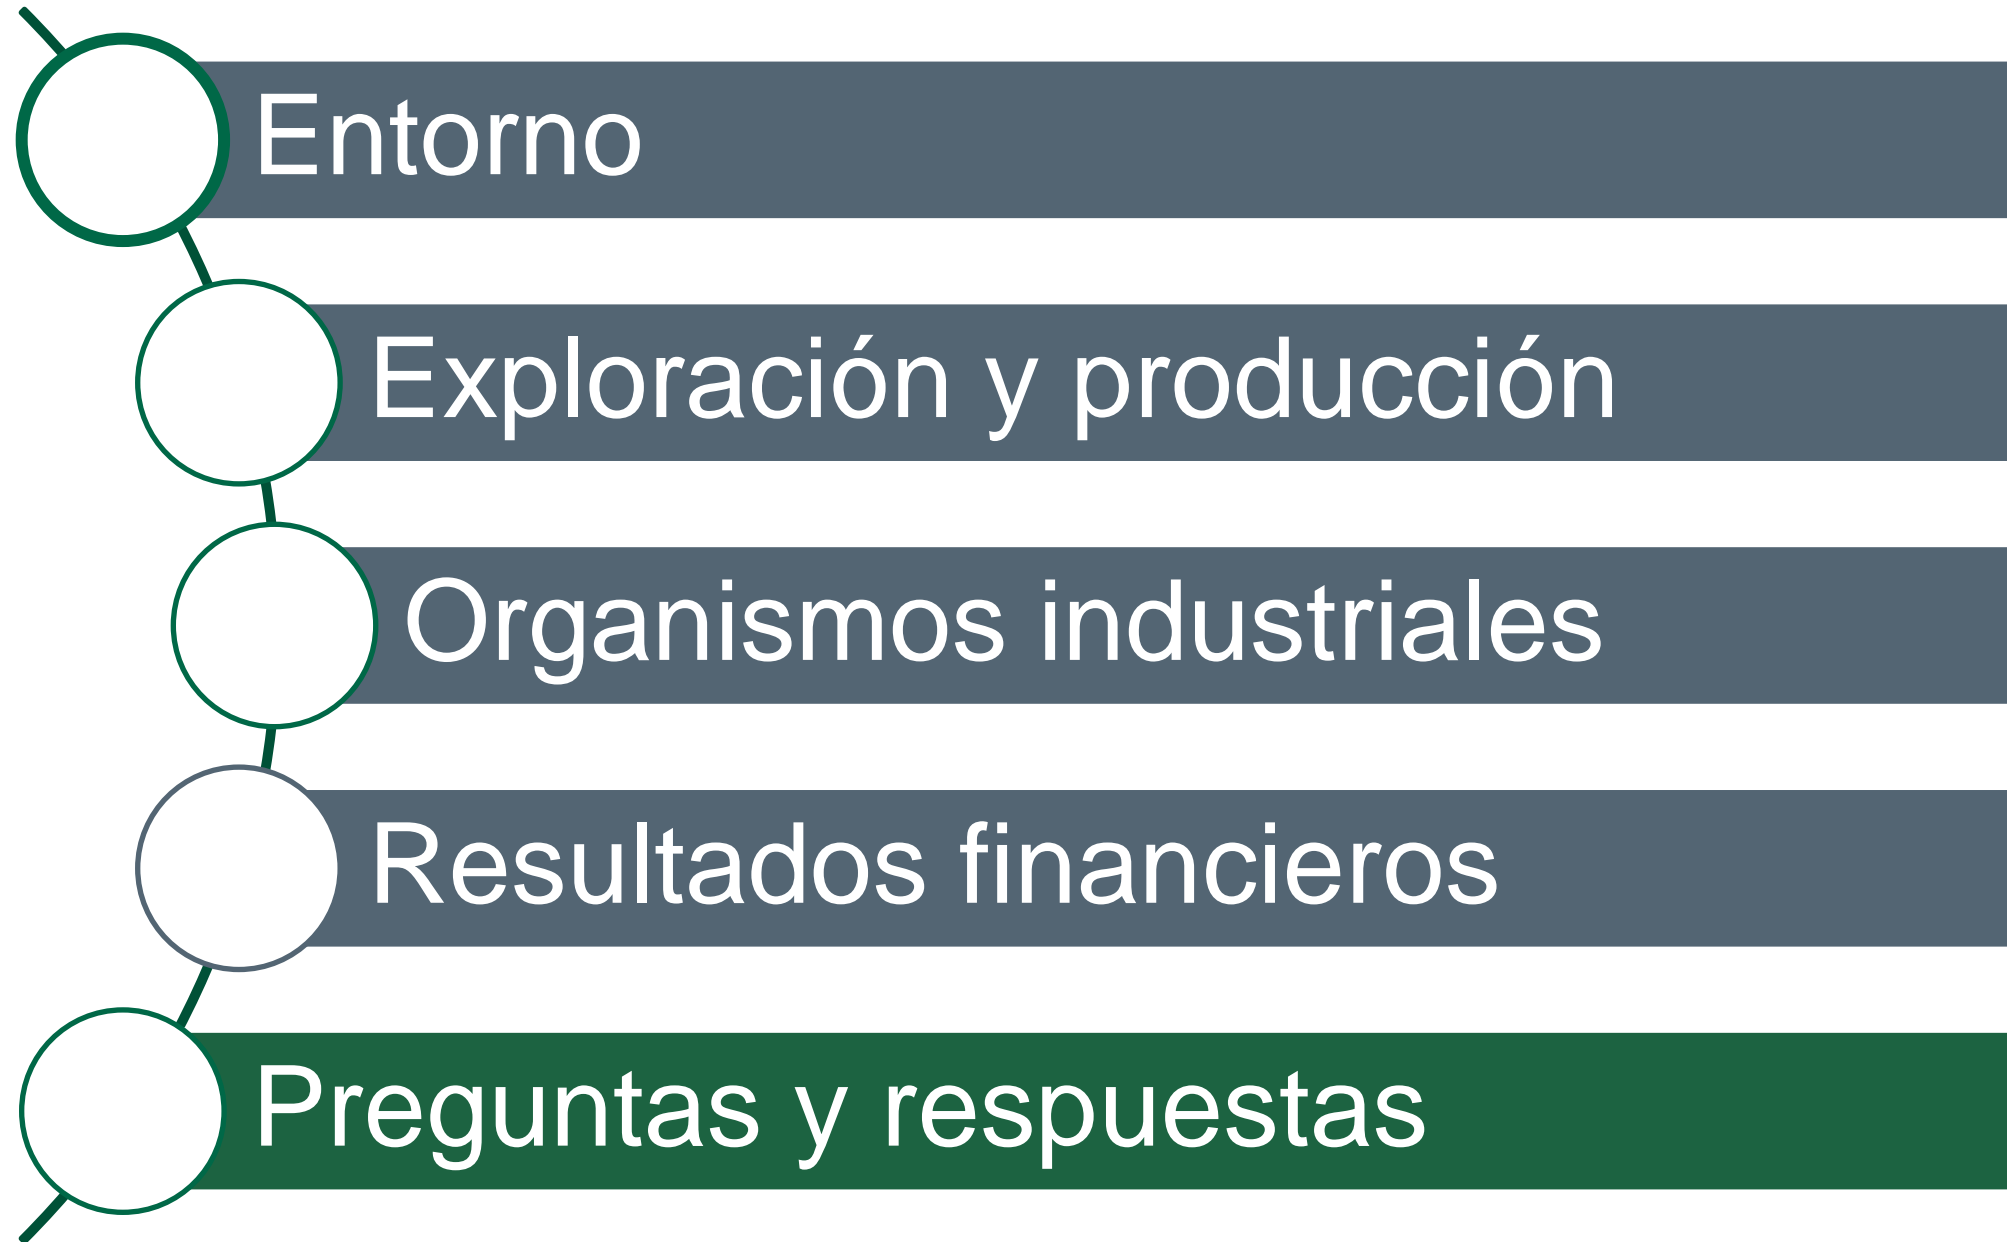 Entorno
Exploración y producción
Organismos industriales
Resultados financieros
Preguntas y respuestas